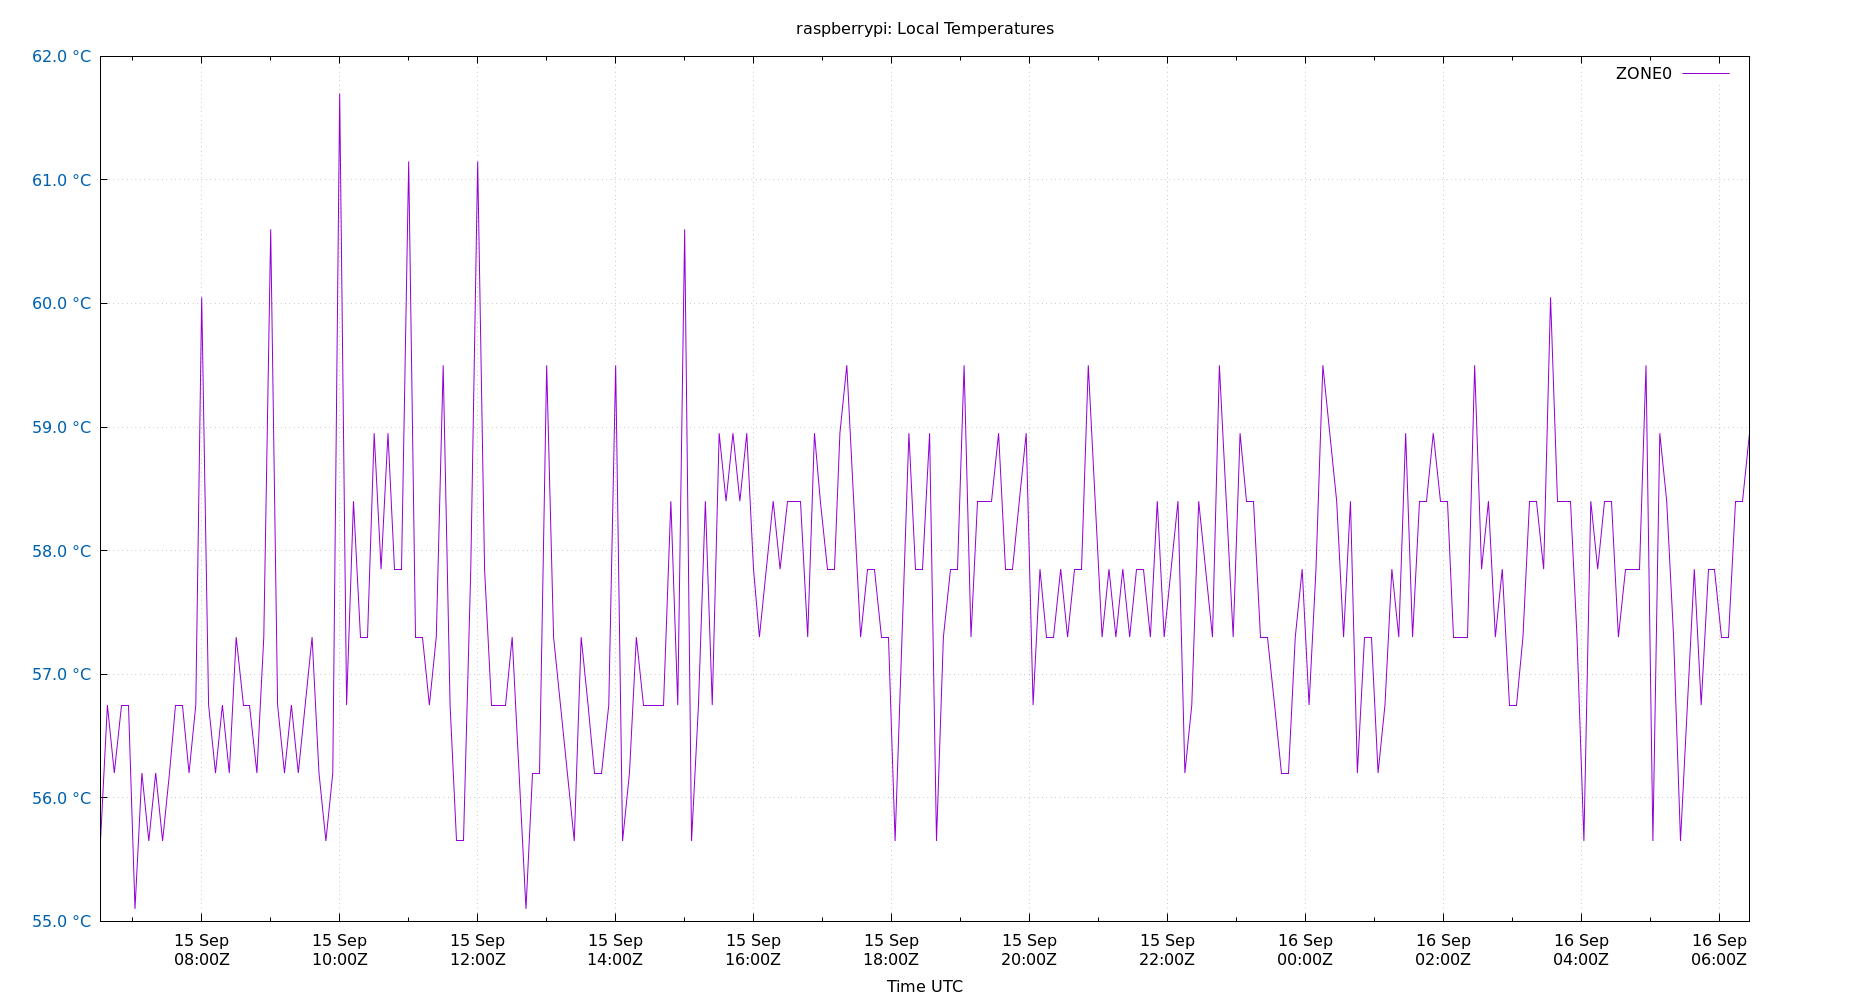 raspberrypi: Local Temperatures
62.0 °C
ZONE0
61.0 °C
60.0 °C
59.0 °C
58.0 °C
57.0 °C
56.0 °C
55.0 °C
15 Sep 15 Sep 15 Sep 15 Sep 15 Sep 15 Sep 15 Sep 15 Sep 16 Sep 16 Sep 16 Sep 16 Sep
08:00Z 10:00Z 12:00Z 14:00Z 16:00Z 18:00Z 20:00Z 22:00Z 00:00Z 02:00Z 04:00Z 06:00Z
Time UTC